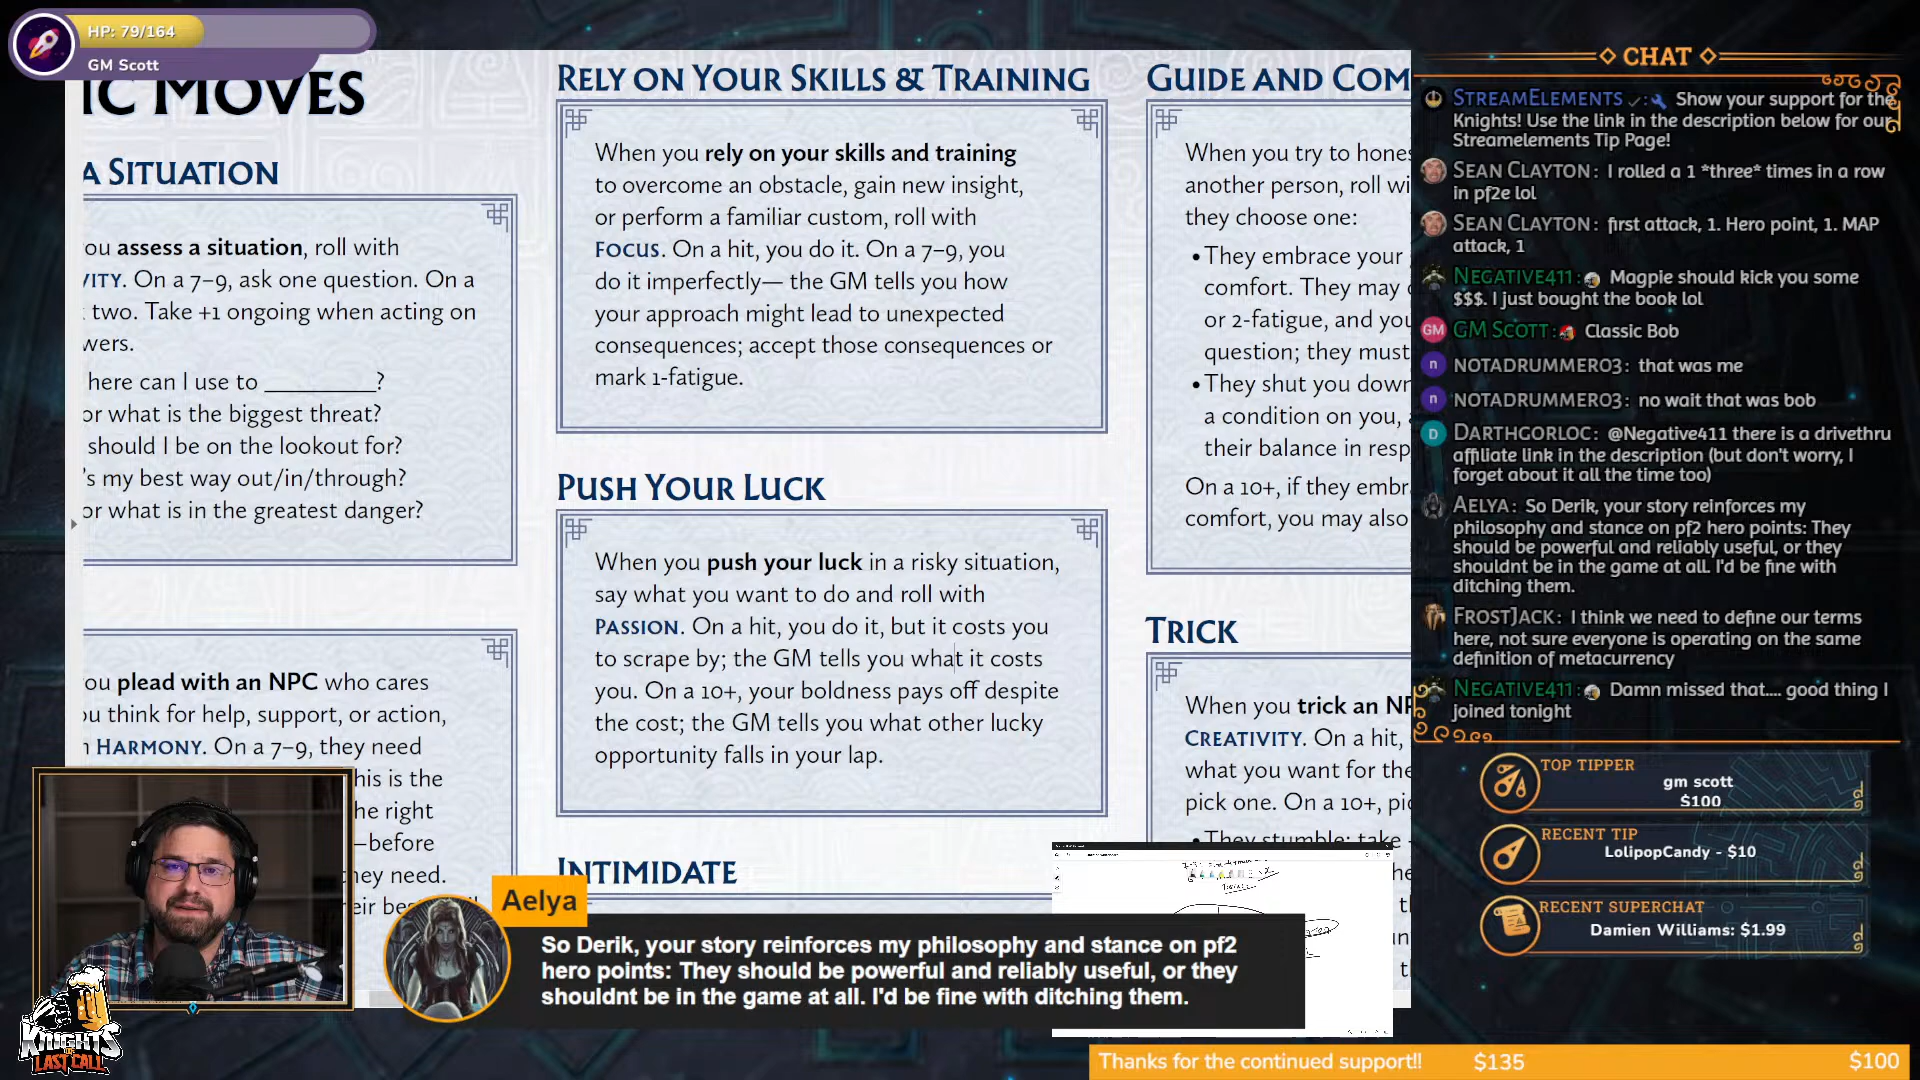 HP: 79/164
GM Scott
IC MOVES
A SITUATION
ou assess a situation, roll with
VITY. On a 7–9, ask one question. On a
two. Take +1 ongoing when acting on
wers.
here can I use to __________?
or what is the biggest threat?
should I be on the lookout for?
's my best way out/in/through?
or what is in the greatest danger?
ou plead with an NPC who cares
ou think for help, support, or action,
HARMONY. On a 7–9, they need
his is the
he right
—before
hey need.
RELY ON YOUR SKILLS & TRAINING
When you rely on your skills and training
to overcome an obstacle, gain new insight,
or perform a familiar custom, roll with
FOCUS. On a hit, you do it. On a 7–9, you
do it imperfectly— the GM tells you how
your approach might lead to unexpected
consequences; accept those consequences or
mark 1-fatigue.
PUSH YOUR LUCK
When you push your luck in a risky situation,
say what you want to do and roll with
PASSION. On a hit, you do it, but it costs you
to scrape by; the GM tells you what it costs
you. On a 10+, your boldness pays off despite
the cost; the GM tells you what other lucky
opportunity falls in your lap.
INTIMIDATE
GUIDE AND COM
When you try to hones
another person, roll wi
they choose one:
• They embrace your
comfort. They may
or 2-fatigue, and you
question; they must
• They shut you down
a condition on you,
their balance in resp
On a 10+, if they embr
comfort, you may also
TRICK
When you trick an NP
CREATIVITY. On a hit,
what you want for the
pick one. On a 10+, pic
• They stumble; take
CHAT
STREAMELEMENTS : Show your support for the
Knights! Use the link in the description below for our
Streamelements Tip Page!
SEAN CLAYTON: I rolled a 1 *three* times in a row
in pf2e lol
SEAN CLAYTON: first attack, 1. Hero point, 1. MAP
attack, 1
NEGATIVE411: Magpie should kick you some
$$$. I just bought the book lol
GM GM SCOTT: Classic Bob
n NOTADRUMMER03: that was me
n NOTADRUMMER03: no wait that was bob
D DARTHGORLOC: @Negative411 there is a drivethru
affiliate link in the description (but don't worry, I
forget about it all the time too)
AELYA: So Derik, your story reinforces my
philosophy and stance on pf2 hero points: They
should be powerful and reliably useful, or they
shouldnt be in the game at all. I'd be fine with
ditching them.
FROSTJACK: I think we need to define our terms
here, not sure everyone is operating on the same
definition of metacurrency
NEGATIVE411: Damn missed that.... good thing I
joined tonight
TOP TIPPER
gm scott
$100
RECENT TIP
LolipopCandy - $10
RECENT SUPERCHAT
Damien Williams: $1.99
Aelya
So Derik, your story reinforces my philosophy and stance on pf2
hero points: They should be powerful and reliably useful, or they
shouldnt be in the game at all. I'd be fine with ditching them.
KNIGHTS
LAST CALL
Thanks for the continued support!! $135 $100